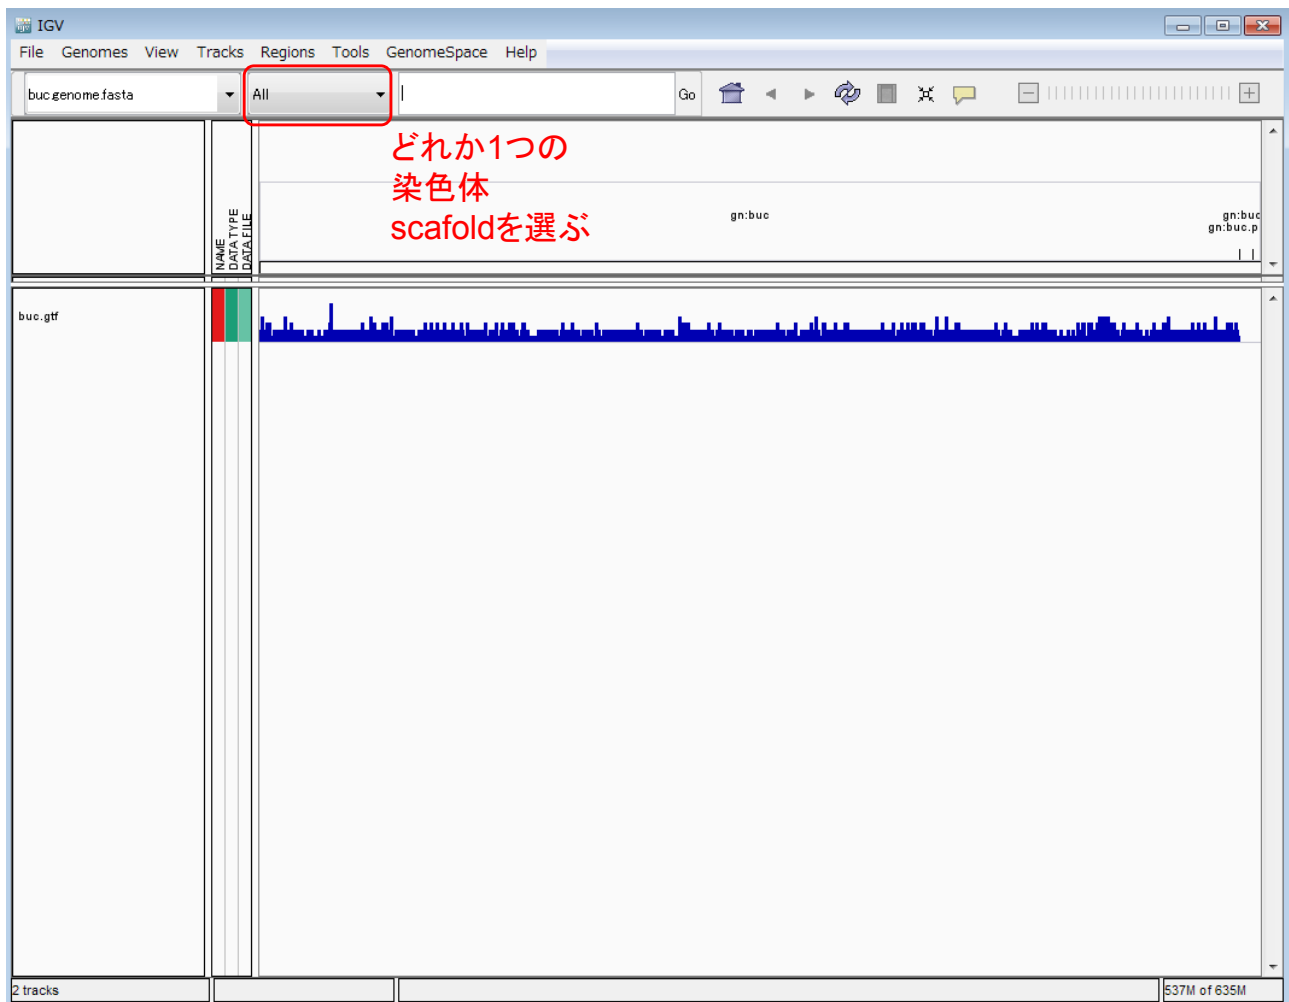 IGV
File Genomes View Tracks Regions Tools GenomeSpace Help
buc.genome.fasta All Go
どれか1つの
染色体
scafoldを選ぶ
NAME
DATA TYPE
DATA FILE
gn:buc gn:buc
gn:buc.p
buc.gtf
2 tracks 537M of 635M